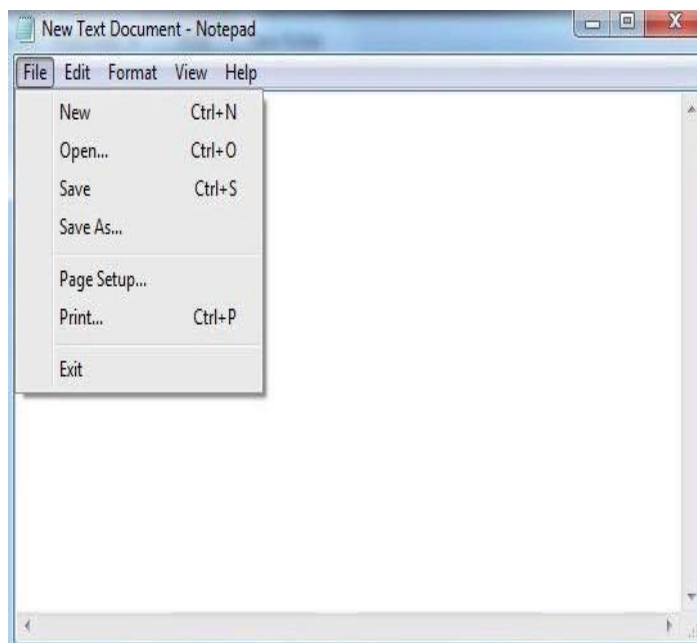 New Text Document - Notepad
File Edit Format View Help
New Ctrl+N
Open... Ctrl+O
Save Ctrl+S
Save As...
Page Setup...
Print... Ctrl+P
Exit